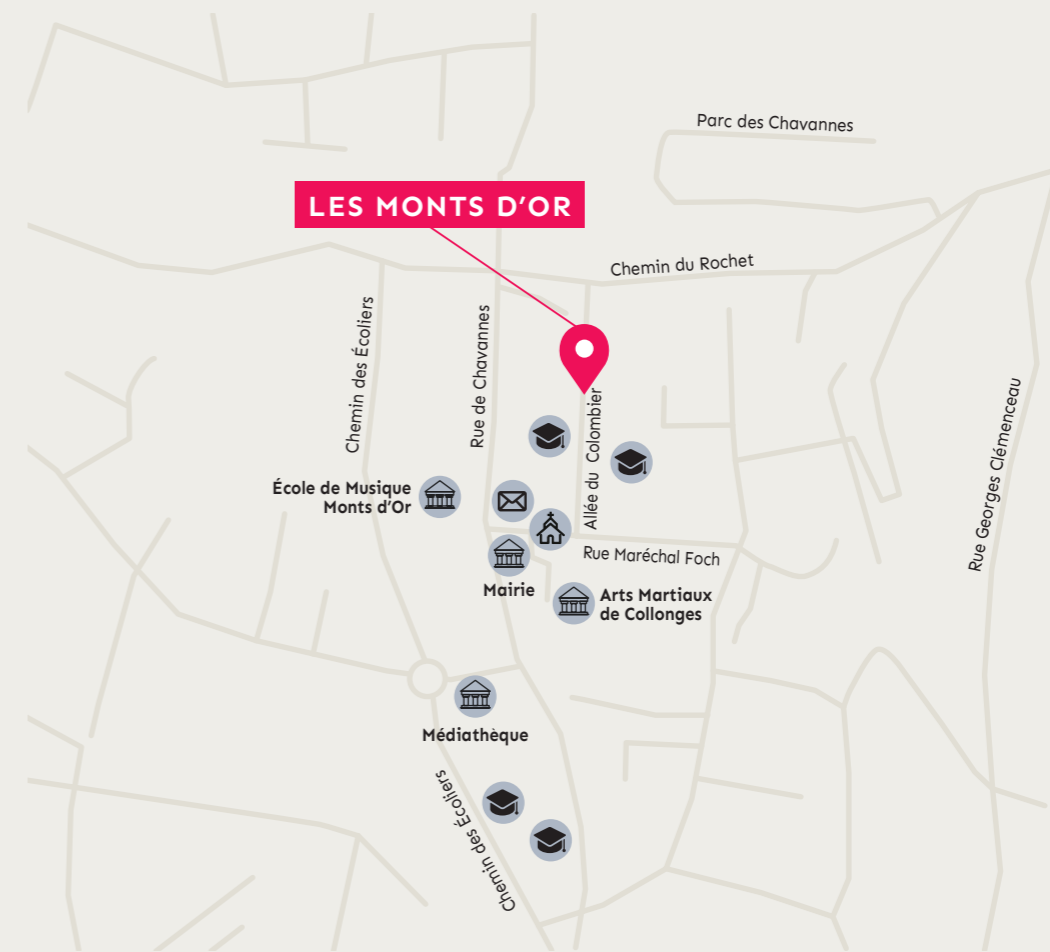 Parc des Chavannes
LES MONTS D'OR
Chemin du Rochet
Chemin des Écoliers
Rue de Chavannes
Allée du Colombier
Rue Georges Clémenceau
École de Musique
Monts d'Or
Rue Maréchal Foch
Mairie
Arts Martiaux
de Collonges
Médiathèque
Chemin des Écoliers